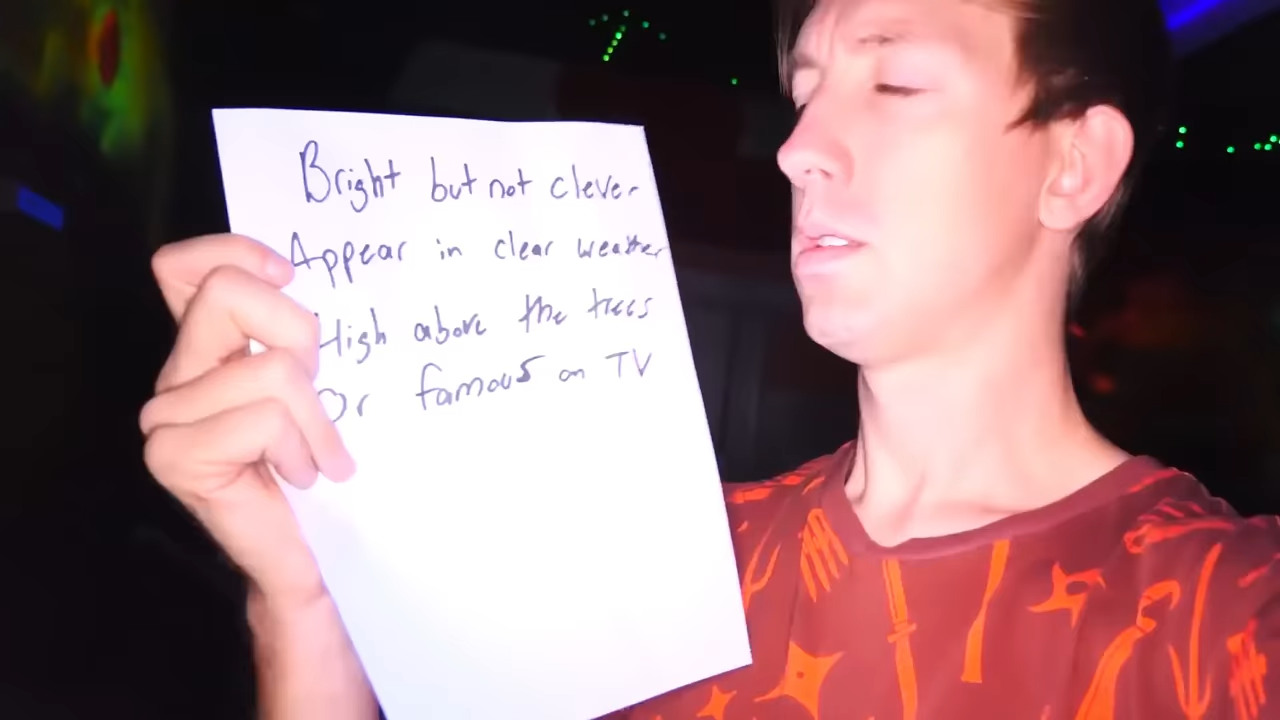 Bright but not clever
Appear in clear weather
High above the trees
Or famous on TV